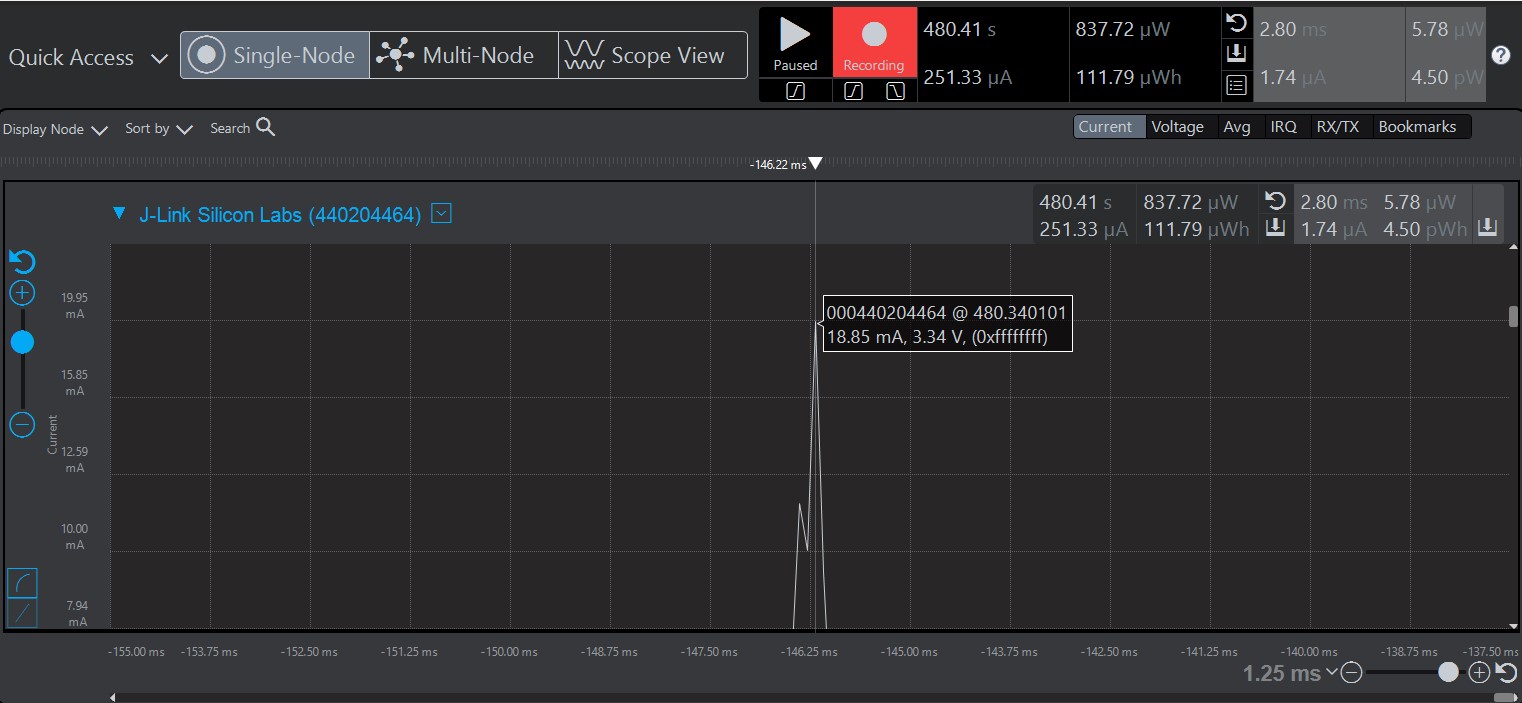 Quick Access
Single-Node
Multi-Node
Scope View
Paused
Recording
480.41 s
837.72 µW
251.33 µA
111.79 µWh
2.80 ms
5.78 µW
1.74 µA
4.50 pW
?
Display Node
Sort by
Search
Current
Voltage
Avg
IRQ
RX/TX
Bookmarks
-146.22 ms
J-Link Silicon Labs (440204464)
480.41 s
837.72 µW
2.80 ms
5.78 µW
251.33 µA
111.79 µWh
1.74 µA
4.50 pWh
19.95
mA
000440204464 @ 480.340101
18.85 mA, 3.34 V, (0xffffffff)
15.85
mA
Current
12.59
mA
10.00
mA
7.94
mA
-155.00 ms
-153.75 ms
-152.50 ms
-151.25 ms
-150.00 ms
-148.75 ms
-147.50 ms
-146.25 ms
-145.00 ms
-143.75 ms
-142.50 ms
-141.25 ms
-140.00 ms
-138.75 ms
-137.50 ms
1.25 ms